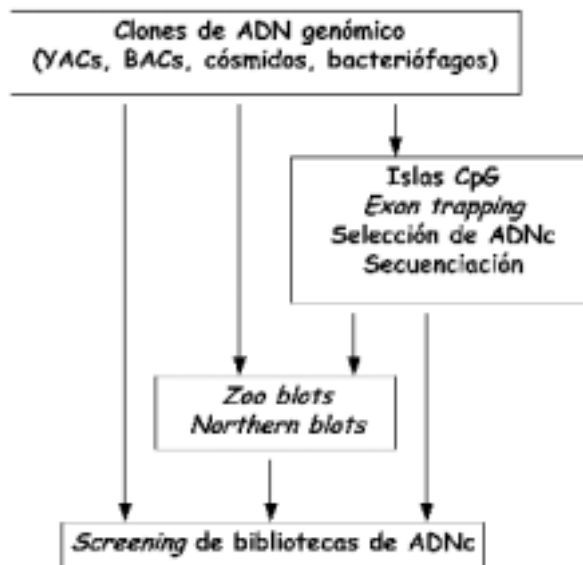 Clones de ADN genómico
(YACs, BACs, cósmidos, bacteriófagos)
Islas CpG
Exon trapping
Selección de ADNc
Secuenciación
Zoo blots
Northern blots
Screening de bibliotecas de ADNc